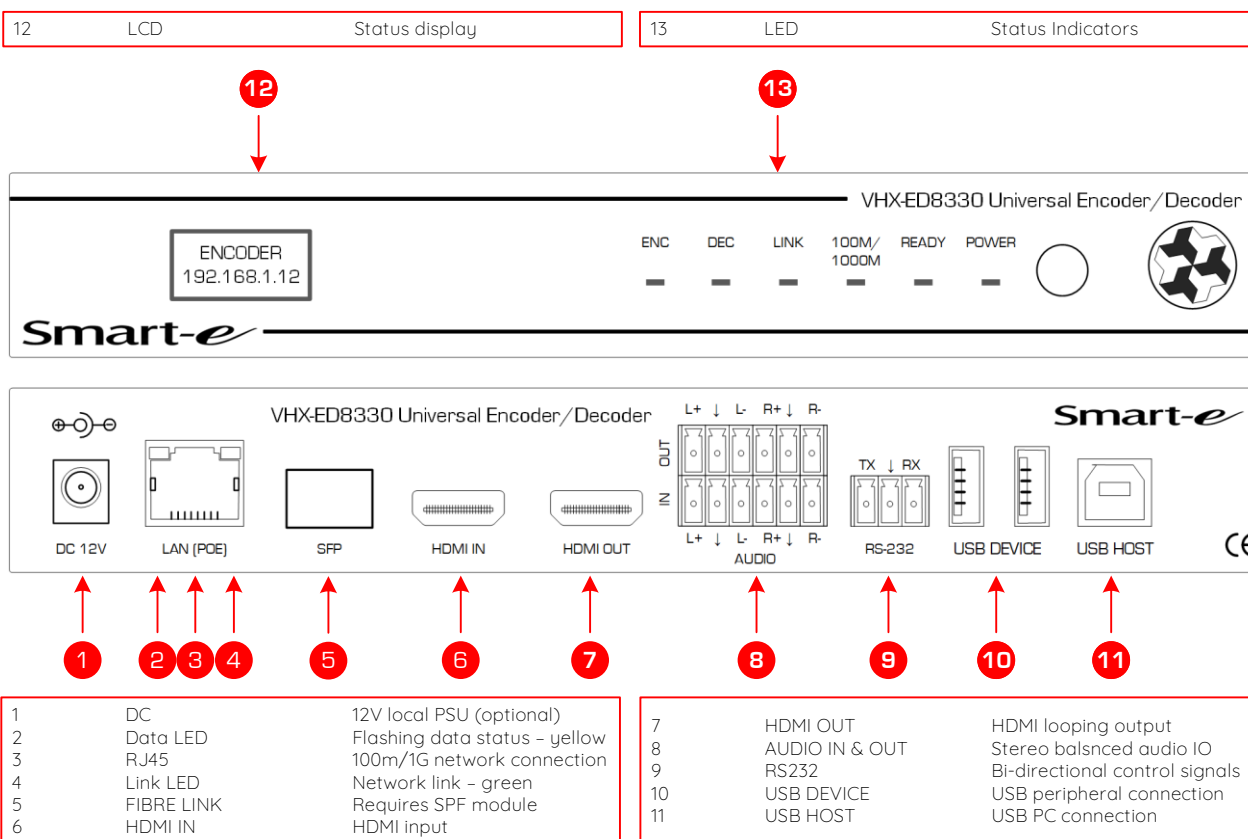 12 LCD Status display
13 LED Status Indicators
12
13
VHX-ED8330 Universal Encoder/Decoder
ENCODER
192.168.1.12
ENC DEC LINK 100M/ READY POWER
1000M
Smart-e
VHX-ED8330 Universal Encoder/Decoder
L+ ↓ L- R+ ↓ R-
Smart-e
OUT
IN
TX ↓ RX
DC 12V LAN (POE) SFP HDMI IN HDMI OUT
L+ ↓ L- R+ ↓ R-
AUDIO
RS-232 USB DEVICE USB HOST
CE
1 2 3 4 5 6 7 8 9 10 11
1 DC 12V local PSU (optional)
2 Data LED Flashing data status – yellow
3 RJ45 100m/1G network connection
4 Link LED Network link – green
5 FIBRE LINK Requires SPF module
6 HDMI IN HDMI input
7 HDMI OUT HDMI looping output
8 AUDIO IN & OUT Stereo balsnced audio IO
9 RS232 Bi-directional control signals
10 USB DEVICE USB peripheral connection
11 USB HOST USB PC connection